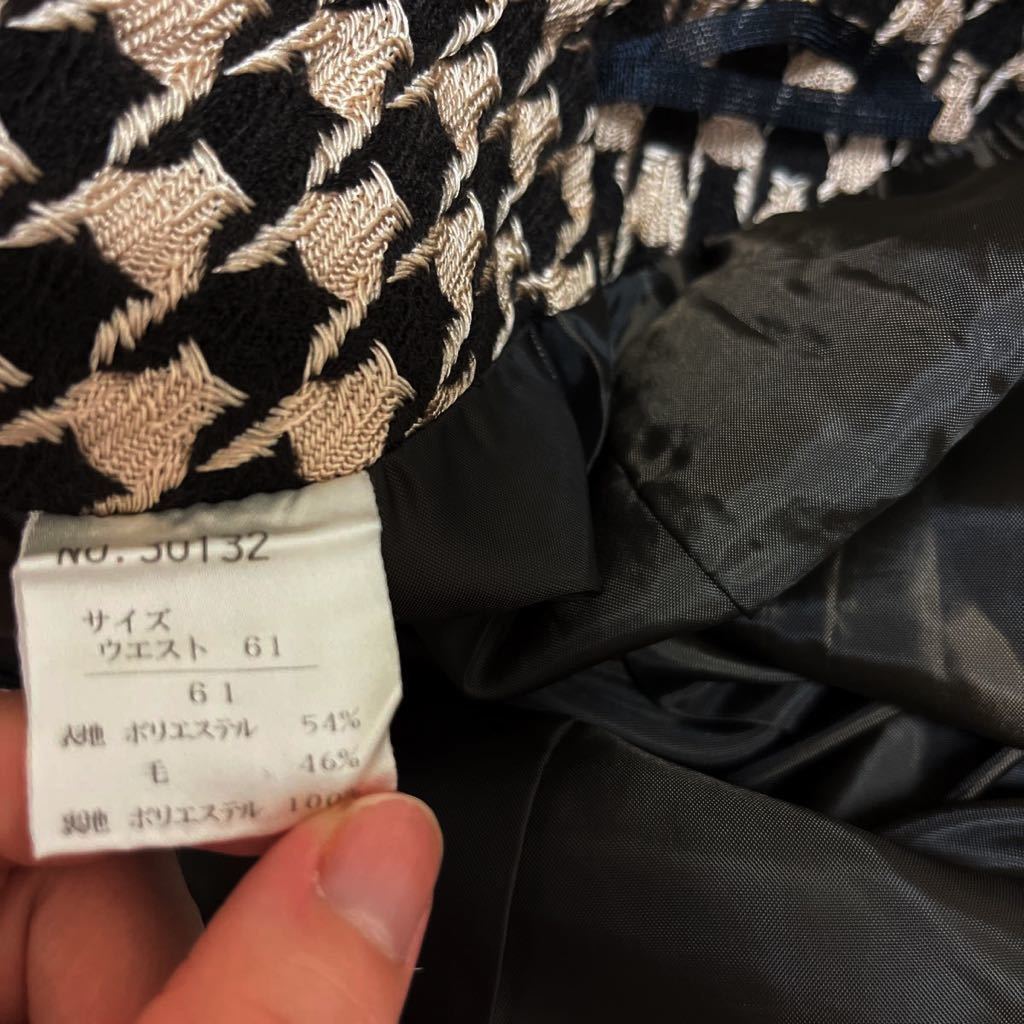 No. 30132
サイズ
ウエスト 61
61
表地 ポリエステル 54%
毛 46%
裏地 ポリエステル 100%